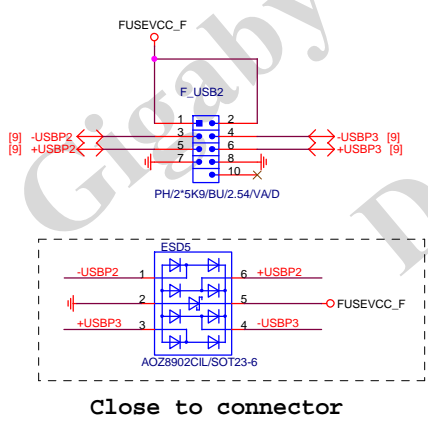 FUSEVCC_F
F_USB2
1 2
[9] -USBP2 3 4 -USBP3 [9]
[9] +USBP2 5 6 +USBP3 [9]
7 8
10
PH/2*5K9/BU/2.54/VA/D
ESD5
-USBP2 1 6 +USBP2
2 5 FUSEVCC_F
+USBP3 3 4 -USBP3
AOZ8902CIL/SOT23-6
Close to connector
Gigaby
D